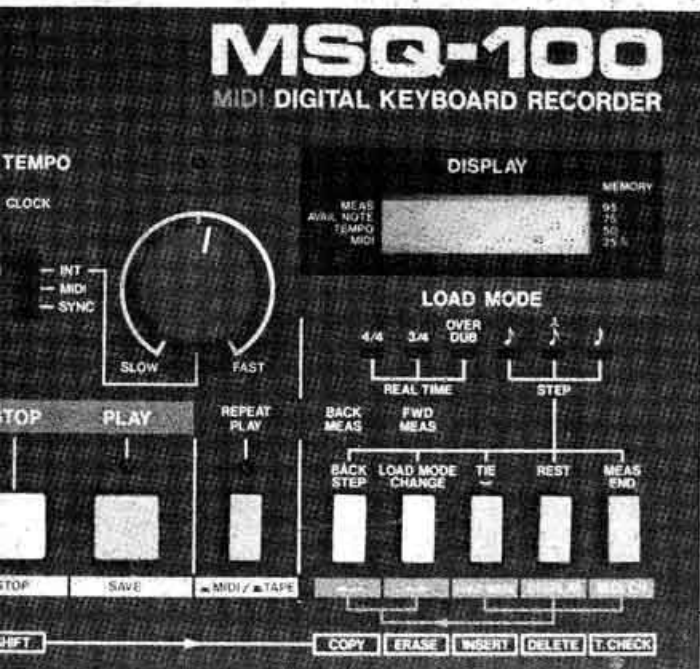 MSQ-100
MIDI DIGITAL KEYBOARD RECORDER
TEMPO
CLOCK
INT
MIDI
SYNC
SLOW
FAST
DISPLAY
MEMORY
MEAS
AVAIL NOTE
TEMPO
MIDI
95
75
50
25 %
LOAD MODE
4/4
3/4
OVER
DUB
3
REAL TIME
STEP
STOP
PLAY
REPEAT
PLAY
BACK
MEAS
FWD
MEAS
BACK
STEP
LOAD MODE
CHANGE
TIE
REST
MEAS
END
STOP
SAVE
MIDI/
TAPE
SHIFT
COPY
ERASE
INSERT
DELETE
T.CHECK